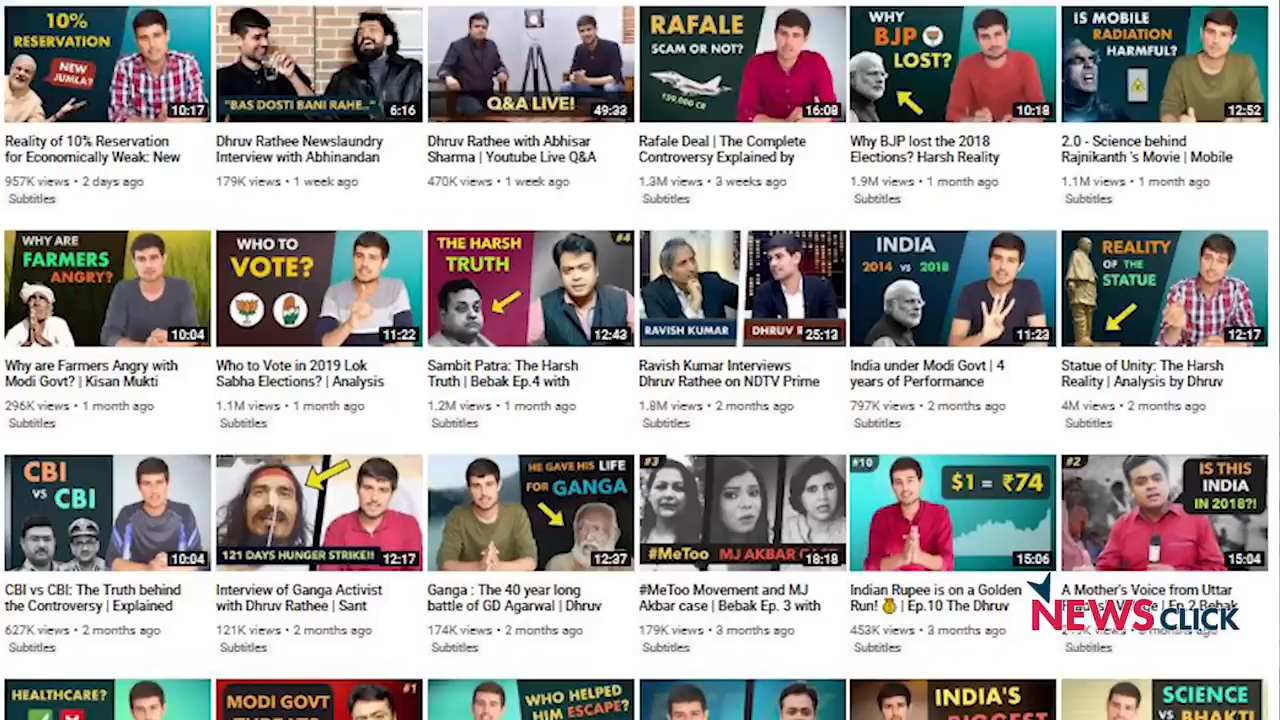 10%
RESERVATION
NEW
JUMLA?
10:17
"BAS DOSTI BANI RAHE..."
6:16
Q&A LIVE!
49:33
RAFALE
SCAM OR NOT?
₹59,000 CR
16:08
WHY
BJP
LOST?
10:18
IS MOBILE
RADIATION
HARMFUL?
12:52
Reality of 10% Reservation
for Economically Weak: New
957K views • 2 days ago
Subtitles
Dhruv Rathee Newslaundry
Interview with Abhinandan
179K views • 1 week ago
Dhruv Rathee with Abhisar
Sharma | Youtube Live Q&A
470K views • 1 week ago
Rafale Deal | The Complete
Controversy Explained by
1.3M views • 3 weeks ago
Subtitles
Why BJP lost the 2018
Elections? Harsh Reality
1.9M views • 1 month ago
Subtitles
2.0 - Science behind
Rajnikanth 's Movie | Mobile
1.1M views • 1 month ago
Subtitles
WHY ARE
FARMERS
ANGRY?
10:04
WHO TO
VOTE?
11:22
THE HARSH
TRUTH
#4
12:43
RAVISH KUMAR
DHRUV R
25:13
INDIA
2014 VS 2018
11:23
REALITY
OF THE
STATUE
12:17
Why are Farmers Angry with
Modi Govt? | Kisan Mukti
296K views • 1 month ago
Subtitles
Who to Vote in 2019 Lok
Sabha Elections? | Analysis
1.1M views • 1 month ago
Subtitles
Sambit Patra: The Harsh
Truth | Bebak Ep.4 with
1.2M views • 1 month ago
Subtitles
Ravish Kumar Interviews
Dhruv Rathee on NDTV Prime
1.8M views • 2 months ago
Subtitles
India under Modi Govt | 4
years of Performance
797K views • 2 months ago
Subtitles
Statue of Unity: The Harsh
Reality | Analysis by Dhruv
4M views • 2 months ago
Subtitles
CBI
VS
CBI
10:04
121 DAYS HUNGER STRIKE!!
12:17
HE GAVE HIS LIFE
FOR GANGA
12:37
#3
#MeToo MJ AKBAR
18:18
#10
$1 = ₹74
15:06
#2
IS THIS
INDIA
IN 2018?!
15:04
CBI vs CBI: The Truth behind
the Controversy | Explained
627K views • 2 months ago
Subtitles
Interview of Ganga Activist
with Dhruv Rathee | Sant
121K views • 2 months ago
Subtitles
Ganga : The 40 year long
battle of GD Agarwal | Dhruv
174K views • 2 months ago
Subtitles
#MeToo Movement and MJ
Akbar case | Bebak Ep. 3 with
179K views • 3 months ago
Subtitles
Indian Rupee is on a Golden
Run! | Ep.10 The Dhruv
453K views • 3 months ago
Subtitles
A Mother's Voice from Uttar
Ep.2 Bebak
Subtitles
NEWSCLICK
HEALTHCARE?
MODI GOVT
#1
WHO HELPED
HIM ESCAPE?
INDIA'S
SCIENCE
VS BHAKTI